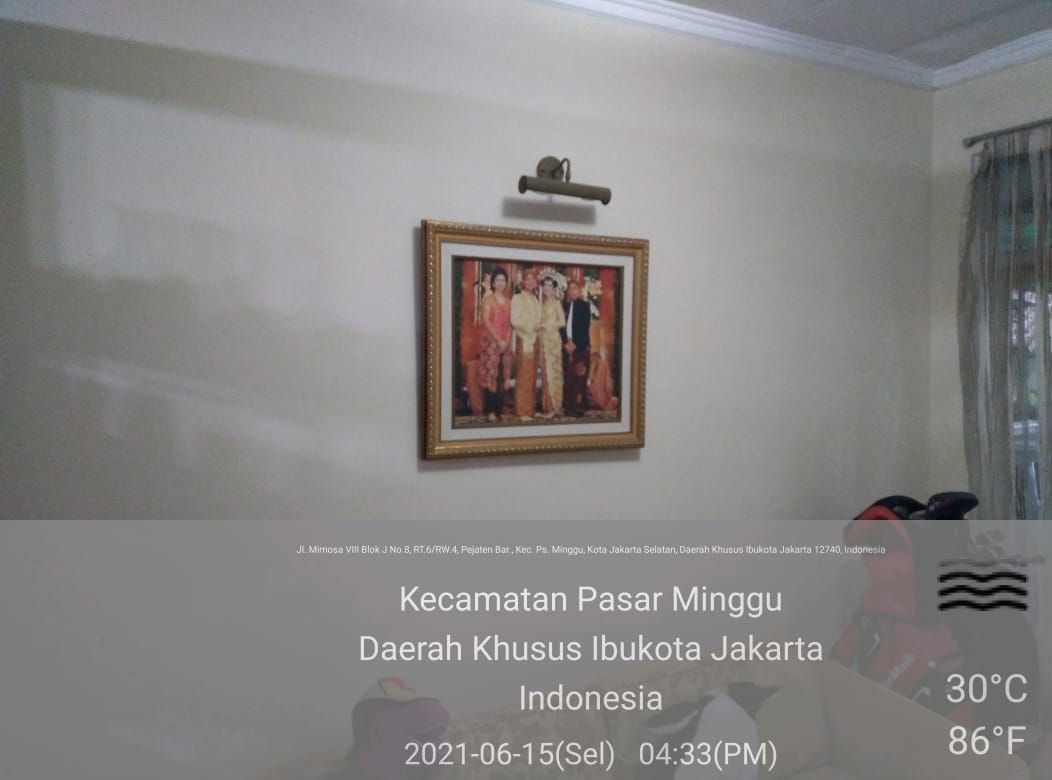 Jl. Mimosa VIII Blok J No.8, RT.6/RW.4, Pejaten Bar., Kec. Ps. Minggu, Kota Jakarta Selatan, Daerah Khusus Ibukota Jakarta 12740, Indonesia
Kecamatan Pasar Minggu
Daerah Khusus Ibukota Jakarta
Indonesia
30°C
2021-06-15(Sel) 04:33(PM)
86°F